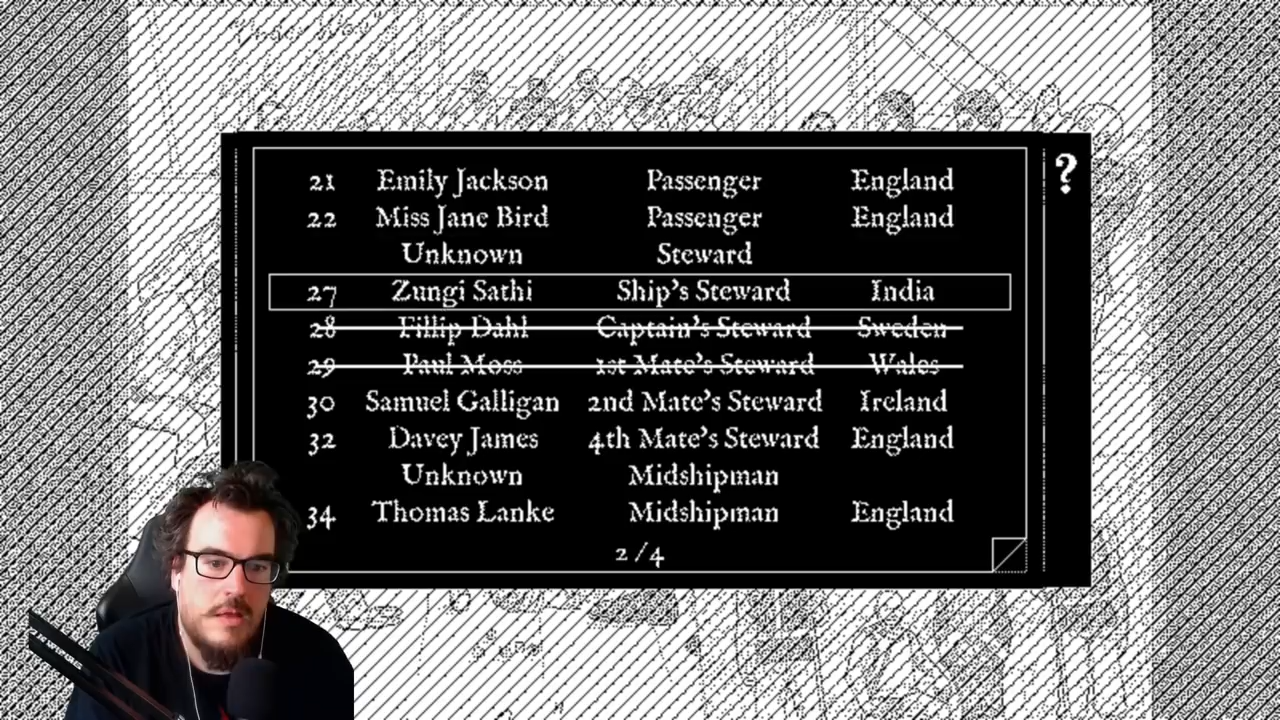 21 Emily Jackson Passenger England
?
22 Miss Jane Bird Passenger England
Unknown Steward
27 Zungi Sathi Ship's Steward India
28 Fillip Dahl Captain's Steward Sweden
29 Paul Moss 1st Mate's Steward Wales
30 Samuel Galligan 2nd Mate's Steward Ireland
32 Davey James 4th Mate's Steward England
Unknown Midshipman
34 Thomas Lanke Midshipman England
2/4